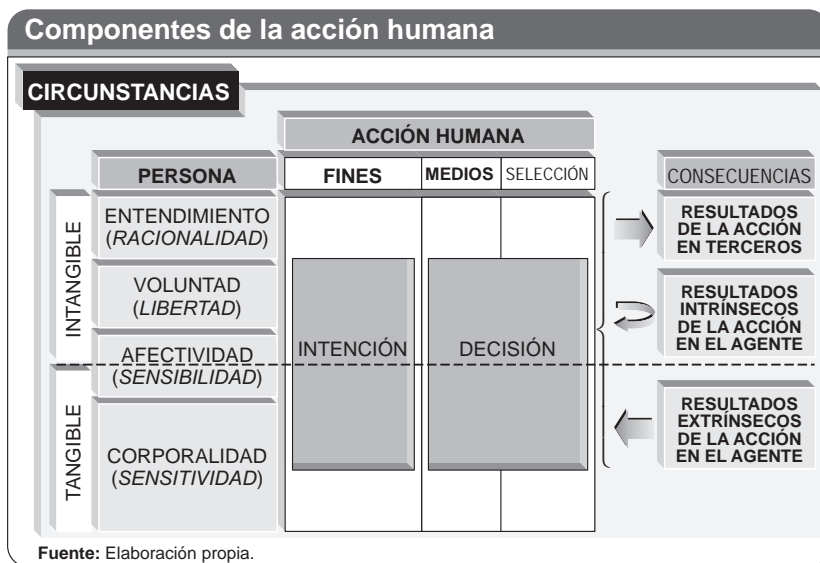 Componentes de la acción humana
CIRCUNSTANCIAS
ACCIÓN HUMANA
PERSONA
FINES
MEDIOS
SELECCIÓN
CONSECUENCIAS
INTANGIBLE
TANGIBLE
ENTENDIMIENTO
(RACIONALIDAD)
VOLUNTAD
(LIBERTAD)
AFECTIVIDAD
(SENSIBILIDAD)
CORPORALIDAD
(SENSITIVIDAD)
INTENCIÓN
DECISIÓN
RESULTADOS
DE LA ACCIÓN
EN TERCEROS
RESULTADOS
INTRÍNSECOS
DE LA ACCIÓN
EN EL AGENTE
RESULTADOS
EXTRÍNSECOS
DE LA ACCIÓN
EN EL AGENTE
Fuente: Elaboración propia.